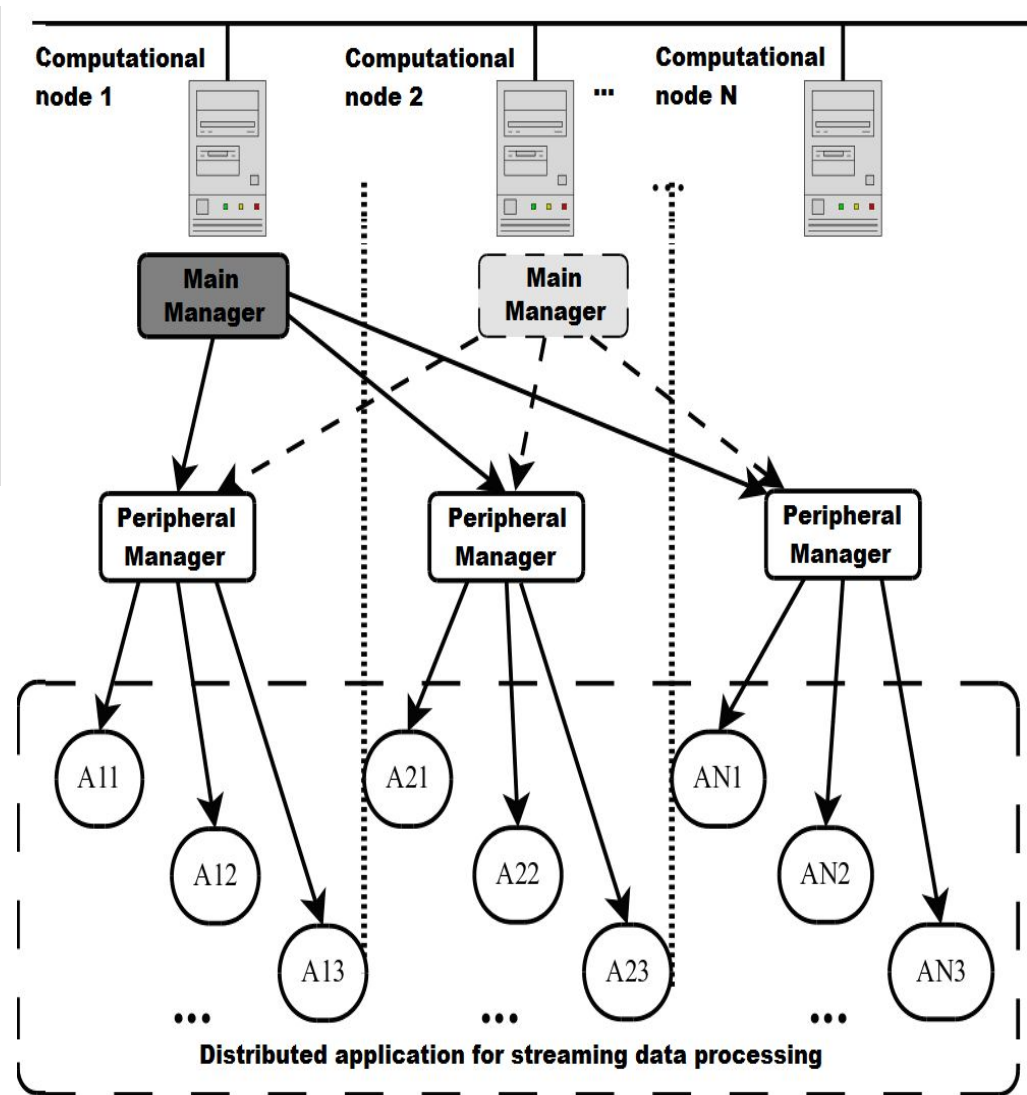 Computational
node 1
Computational
node 2
...
Computational
node N
...
Main
Manager
Main
Manager
Peripheral
Manager
Peripheral
Manager
Peripheral
Manager
A11
A21
AN1
A12
A22
AN2
A13
A23
AN3
...
...
...
Distributed application for streaming data processing